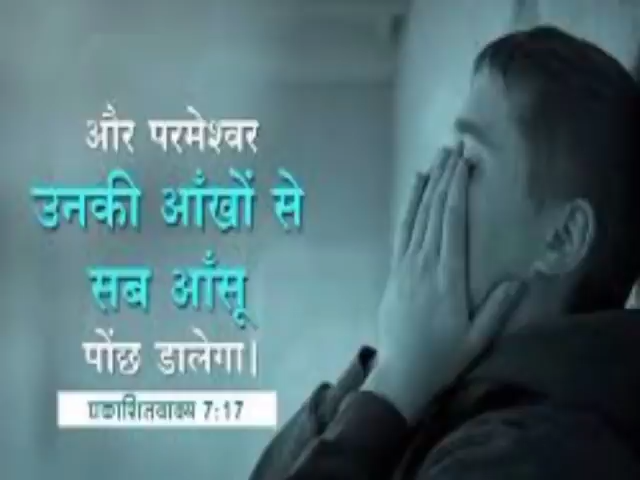 और परमेश्वर
उनकी आँखों से
सब आँसू
पोंछ डालेगा।
प्रकाशितवाक्य 7:17